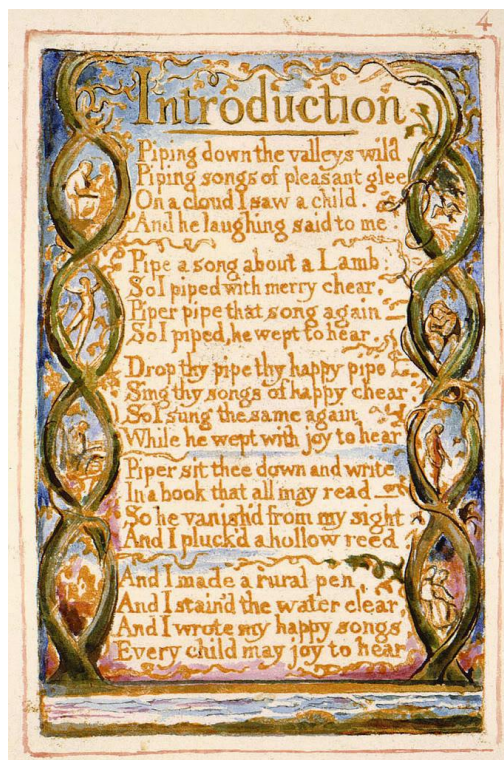 4
Introduction
Piping down the valleys wild
Piping songs of pleasant glee
On a cloud I saw a child
And he laughing said to me
Pipe a song about a Lamb
So I piped with merry chear,
Piper pipe that song again
So I piped, he wept to hear.
Drop thy pipe thy happy pipe
Sing thy songs of happy chear
So I sung the same again
While he wept with joy to hear
Piper sit thee down and write
In a book that all may read
So he vanish'd from my sight
And I pluck'd a hollow reed
And I made a rural pen,
And I stain'd the water clear,
And I wrote my happy songs
Every child may joy to hear